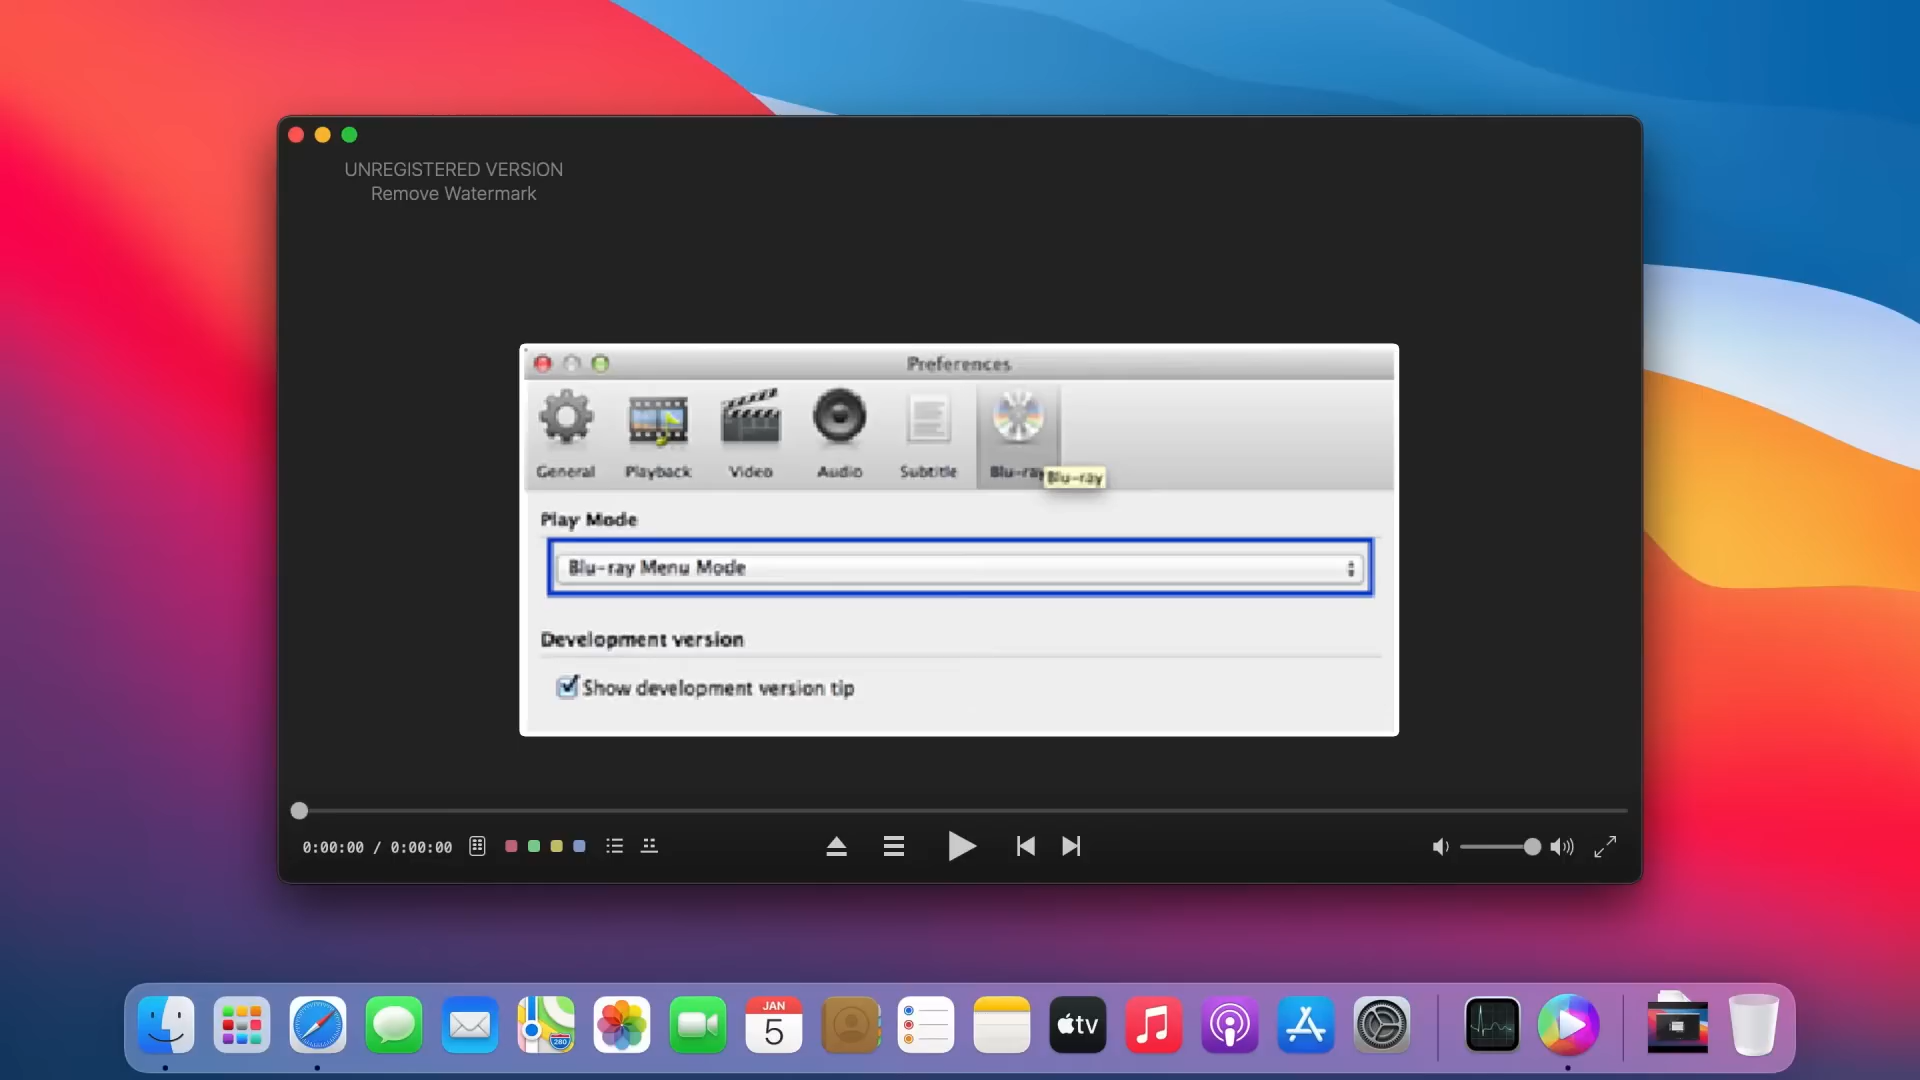 UNREGISTERED VERSION
Remove Watermark
Preferences
General Playback Video Audio Subtitle Blu-ray
Blu-ray
Play Mode
Blu-ray Menu Mode
Development version
Show development version tip
0:00:00 / 0:00:00
280
JAN
5
tv